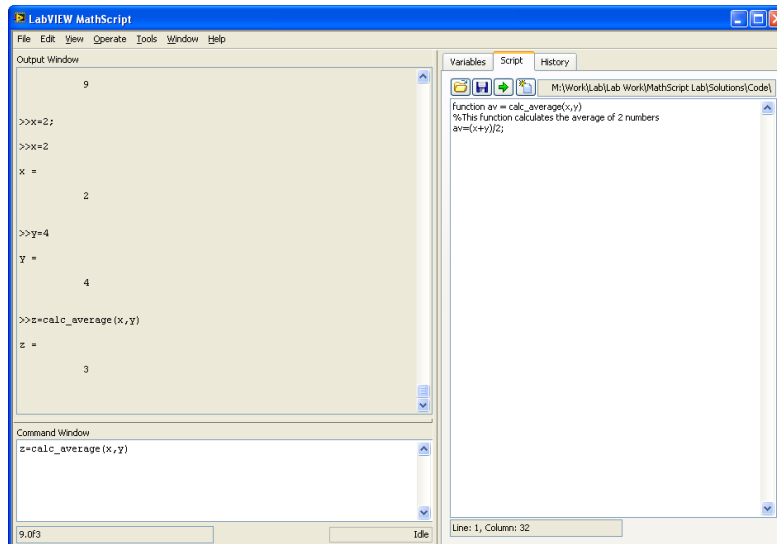 LabVIEW MathScript
File Edit View Operate Tools Window Help
Output Window
9
>>x=2;
>>x=2
x =
2
>>y=4
y =
4
>>z=calc_average(x,y)
z =
3
Command Window
z=calc_average(x,y)
9.0f3
Idle
Variables Script History
M:\Work\Lab\Lab Work\MathScript Lab\Solutions\Code\
function av = calc_average(x,y)
%This function calculates the average of 2 numbers
av=(x+y)/2;
Line: 1, Column: 32